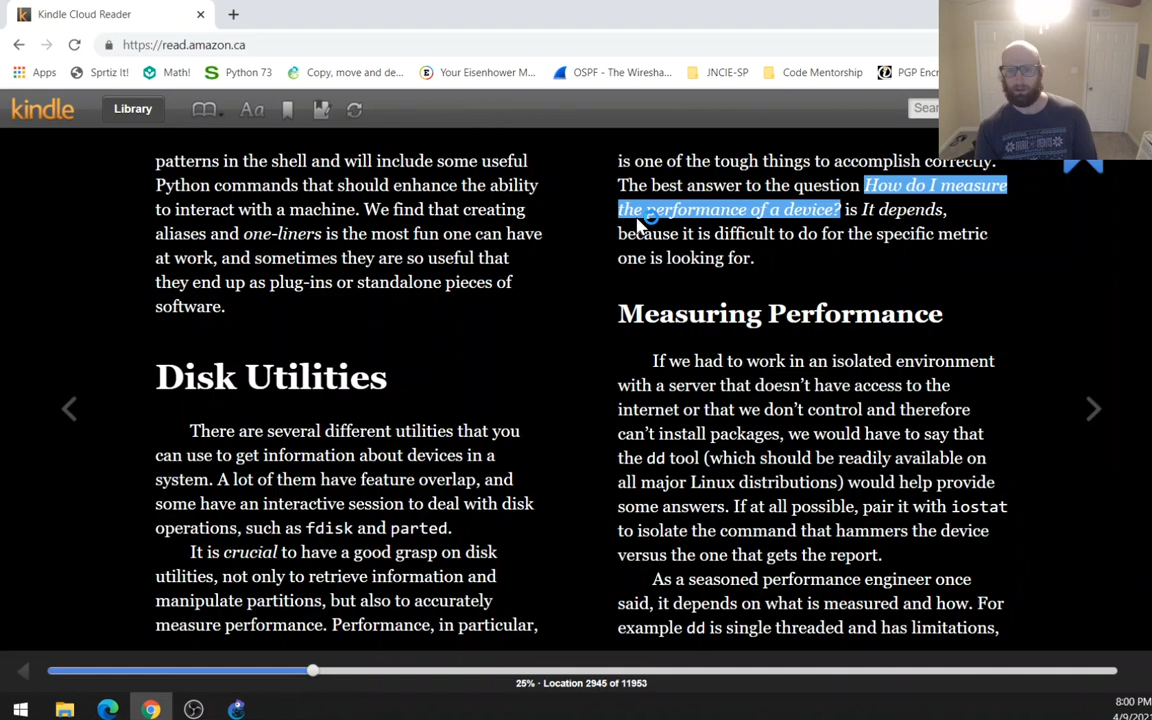 Kindle Cloud Reader
https://read.amazon.ca
Apps
Sprtiz It!
Math!
Python 73
Copy, move and de...
Your Eisenhower M...
OSPF - The Wiresha...
JNCIE-SP
Code Mentorship
PGP Encr
kindle
Library
Aa
Sear
patterns in the shell and will include some useful
Python commands that should enhance the ability
to interact with a machine. We find that creating
aliases and one-liners is the most fun one can have
at work, and sometimes they are so useful that
they end up as plug-ins or standalone pieces of
software.
Disk Utilities
There are several different utilities that you
can use to get information about devices in a
system. A lot of them have feature overlap, and
some have an interactive session to deal with disk
operations, such as fdisk and parted.
It is crucial to have a good grasp on disk
utilities, not only to retrieve information and
manipulate partitions, but also to accurately
measure performance. Performance, in particular,
is one of the tough things to accomplish correctly.
The best answer to the question How do I measure
the performance of a device? is It depends,
because it is difficult to do for the specific metric
one is looking for.
Measuring Performance
If we had to work in an isolated environment
with a server that doesn't have access to the
internet or that we don't control and therefore
can't install packages, we would have to say that
the dd tool (which should be readily available on
all major Linux distributions) would help provide
some answers. If at all possible, pair it with iostat
to isolate the command that hammers the device
versus the one that gets the report.
As a seasoned performance engineer once
said, it depends on what is measured and how. For
example dd is single threaded and has limitations,
25% · Location 2945 of 11953
8:00 PM